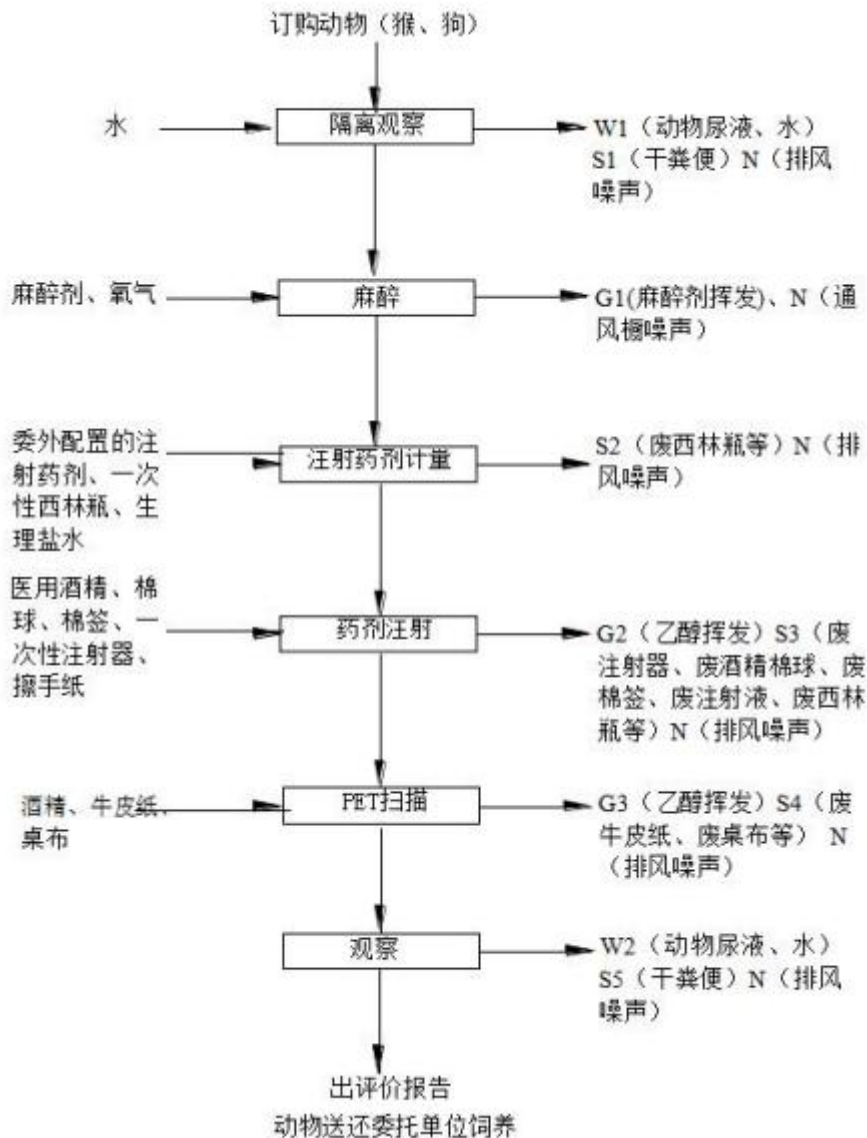 订购动物（猴、狗）
水
隔离观察
W1（动物尿液、水）
S1（干粪便）N（排风
噪声）
麻醉剂、氧气
麻醉
G1(麻醉剂挥发)、N（通
风橱噪声）
委外配置的注
射药剂、一次
性西林瓶、生
理盐水
注射药剂计量
S2（废西林瓶等）N（排
风噪声）
医用酒精、棉
球、棉签、一
次性注射器、
擦手纸
药剂注射
G2（乙醇挥发）S3（废
注射器、废酒精棉球、废
棉签、废注射液、废西林
瓶等）N（排风噪声）
酒精、牛皮纸、
桌布
PET扫描
G3（乙醇挥发）S4（废
牛皮纸、废桌布等） N
（排风噪声）
观察
W2（动物尿液、水）
S5（干粪便）N（排风
噪声）
出评价报告
动物送还委托单位饲养